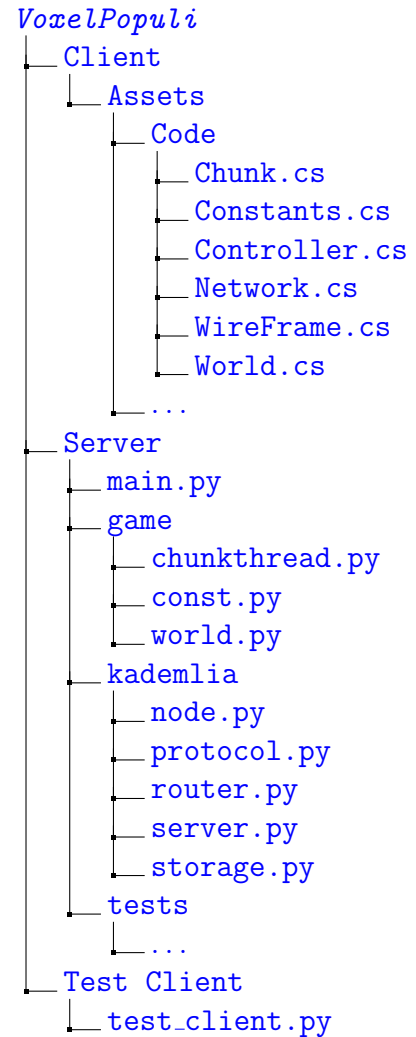 VoxelPopuli
Client
Assets
Code
Chunk.cs
Constants.cs
Controller.cs
Network.cs
WireFrame.cs
World.cs
...
Server
main.py
game
chunkthread.py
const.py
world.py
kademlia
node.py
protocol.py
router.py
server.py
storage.py
tests
...
Test Client
test_client.py